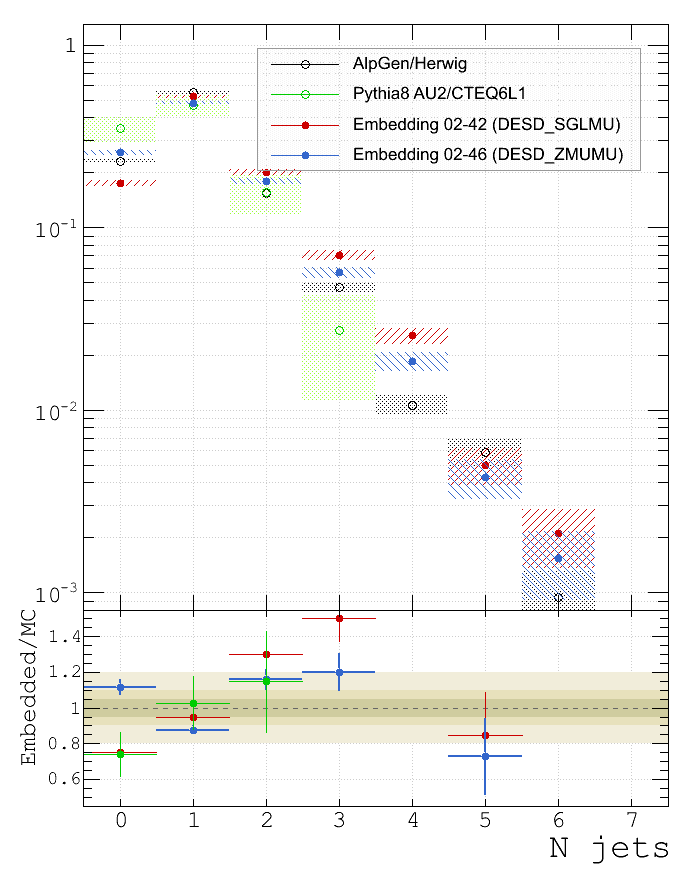 1
AlpGen/Herwig
Pythia8 AU2/CTEQ6L1
Embedding 02-42 (DESD_SGLMU)
Embedding 02-46 (DESD_ZMUMU)
10⁻¹
10⁻²
10⁻³
Embedded/MC
1.4
1.2
1
0.8
0.6
0 1 2 3 4 5 6 7
N jets